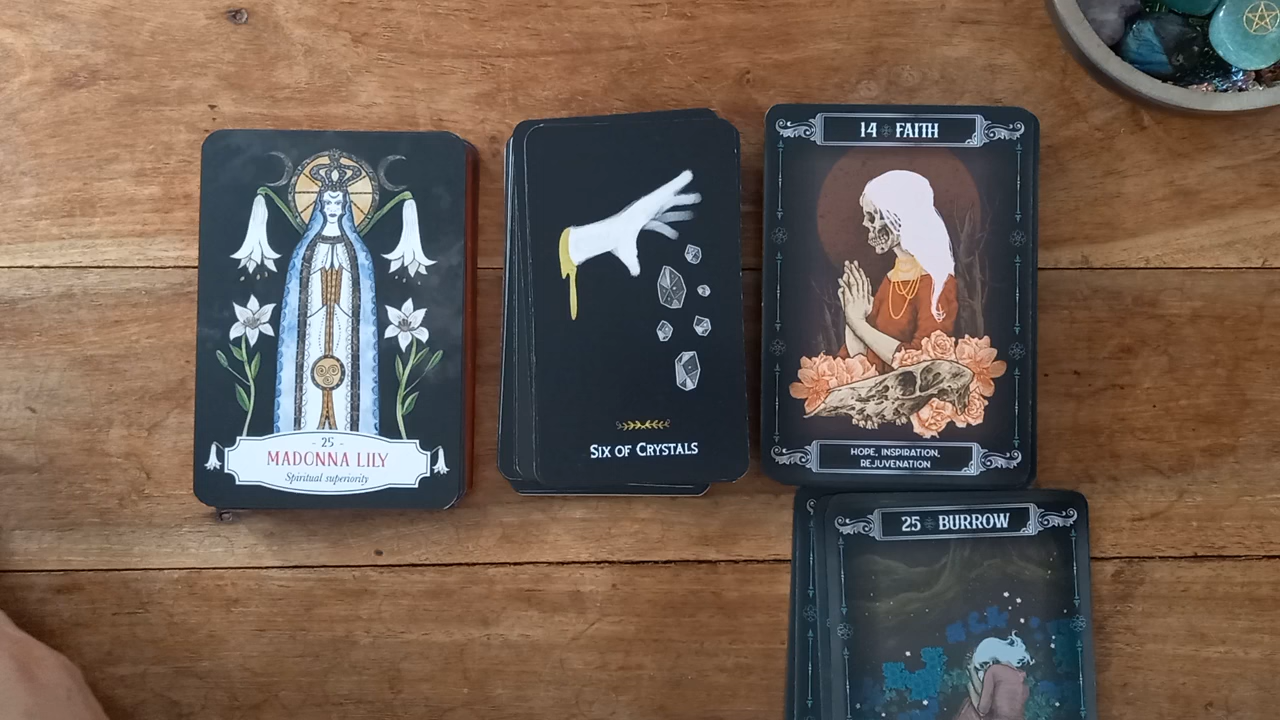 - 25 -
MADONNA LILY
Spiritual superiority
SIX OF CRYSTALS
14 FAITH
HOPE, INSPIRATION,
REJUVENATION
25 BURROW